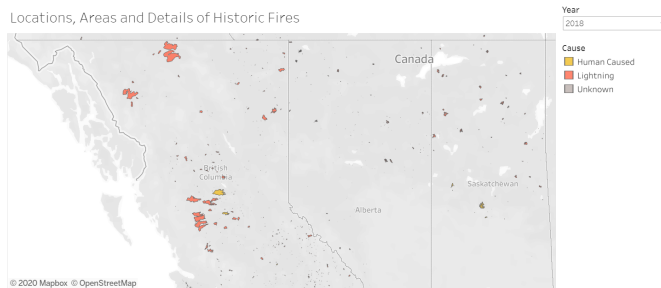 Locations, Areas and Details of Historic Fires
Year
2018
Cause
Human Caused
Lightning
Unknown
Canada
British
Columbia
Saskatchewan
Alberta
© 2020 Mapbox © OpenStreetMap